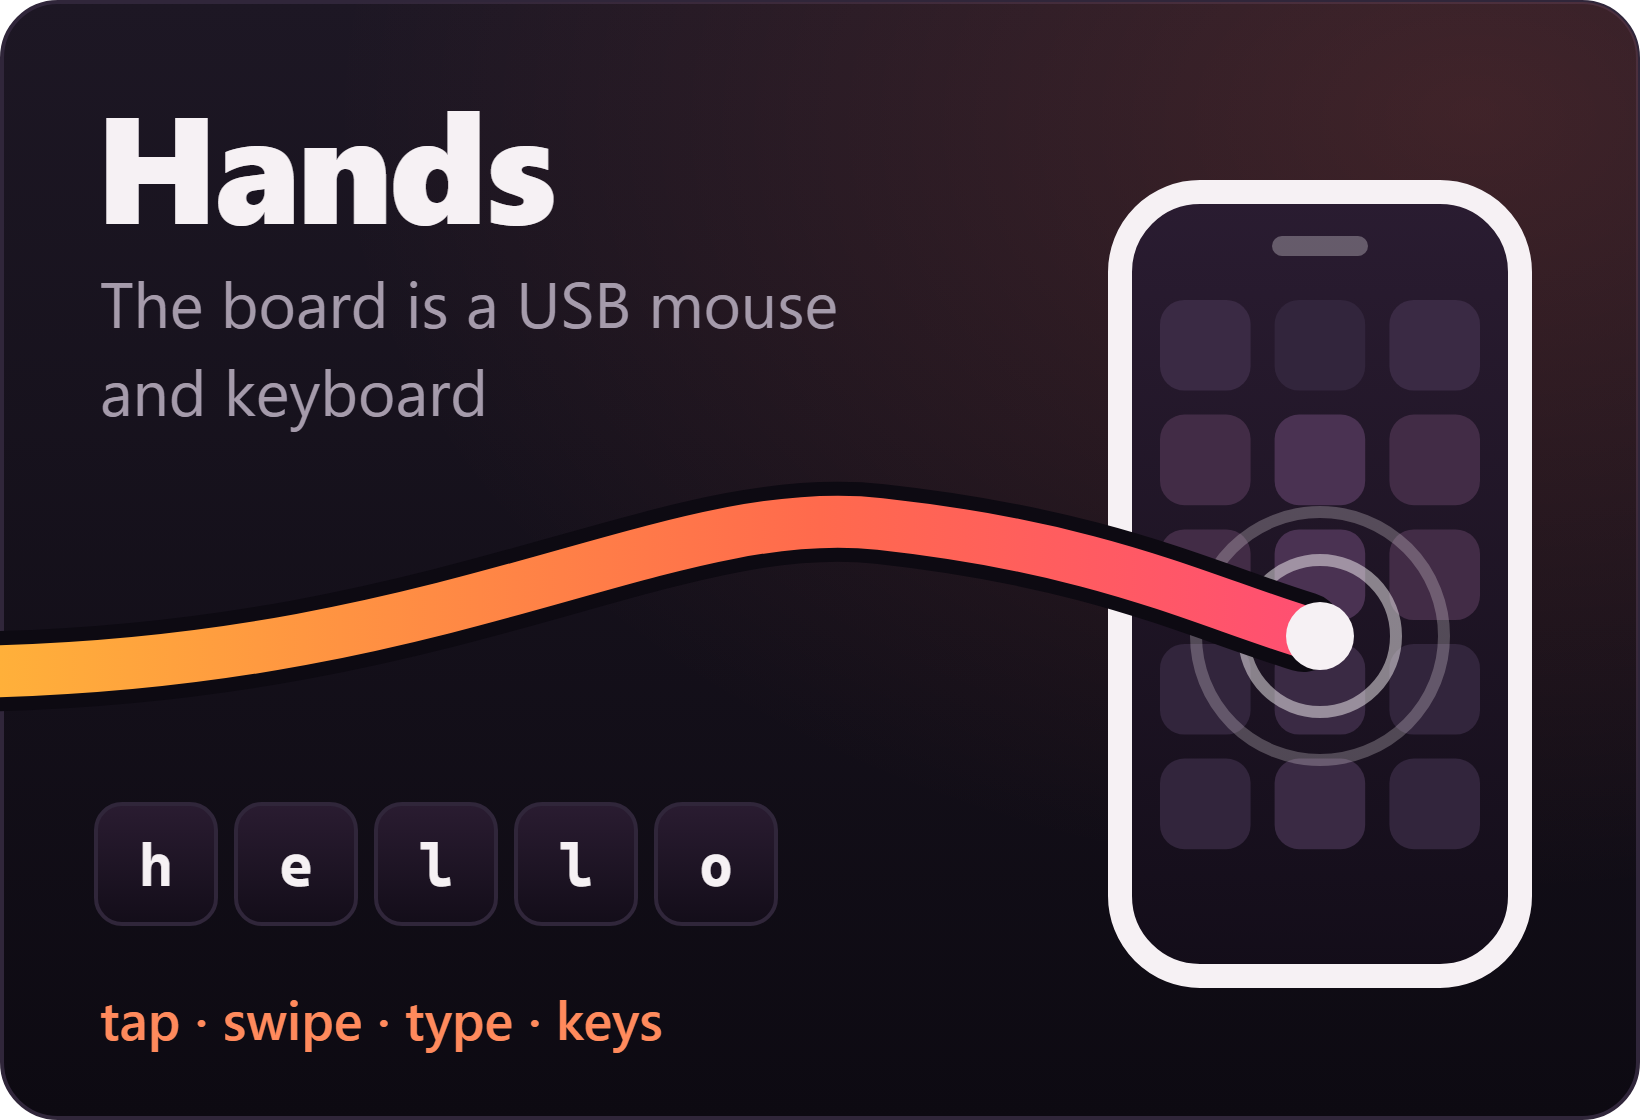 Hands
The board is a USB mouse
and keyboard
h e l l o
tap · swipe · type · keys